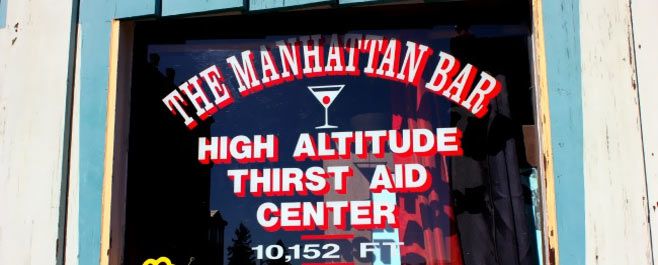 THE MANHATTAN BAR
HIGH ALTITUDE
THIRST AID
CENTER
10,152 FT